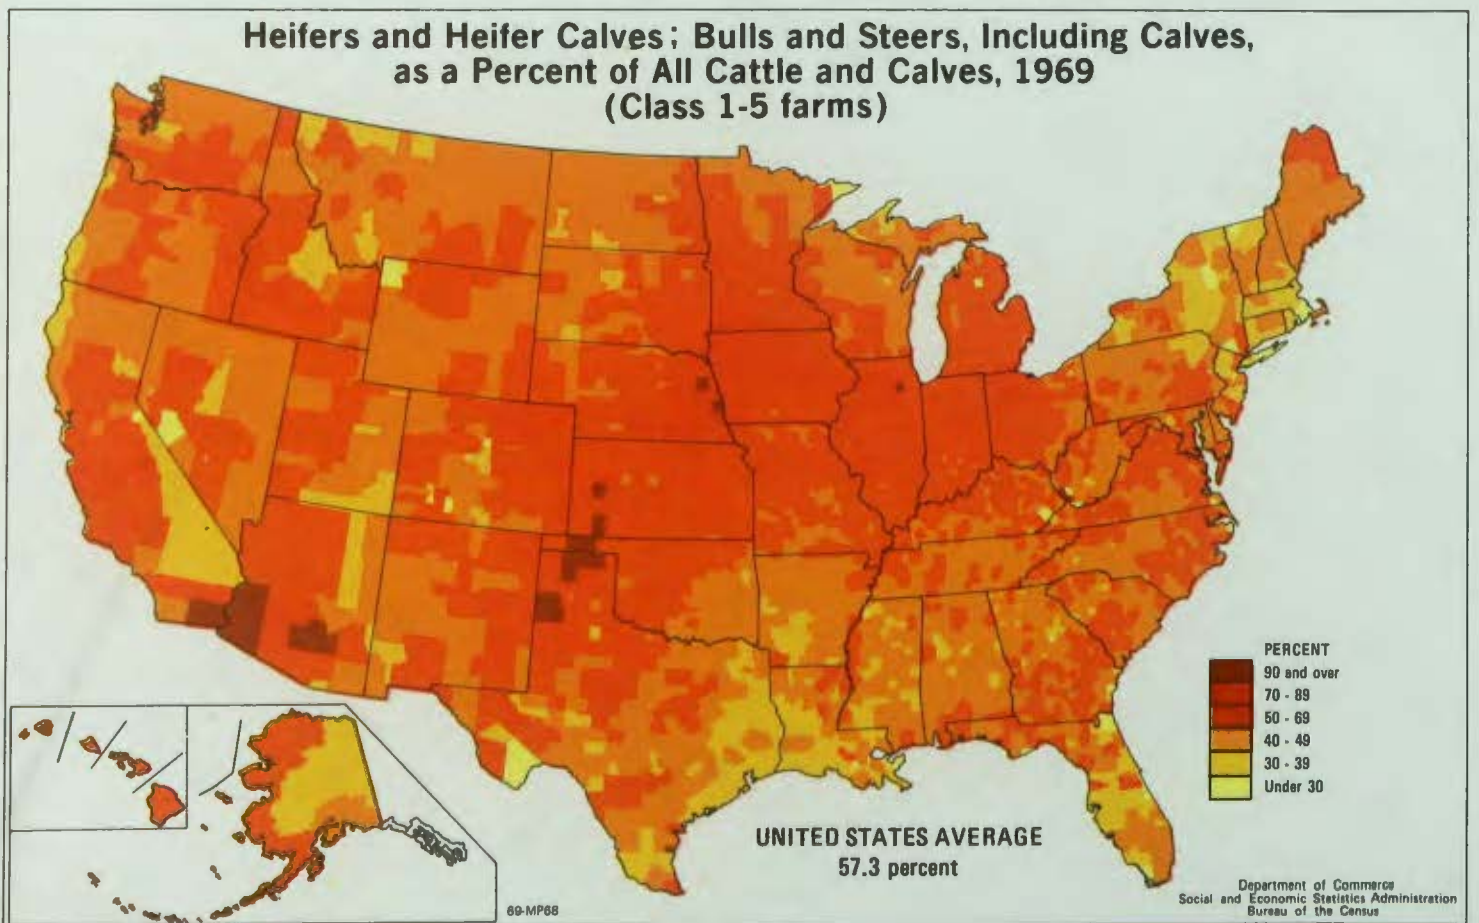 Heifers and Heifer Calves; Bulls and Steers, Including Calves,
as a Percent of All Cattle and Calves, 1969
(Class 1-5 farms)
PERCENT
90 and over
70 - 89
50 - 69
40 - 49
30 - 39
Under 30
UNITED STATES AVERAGE
57.3 percent
69-MP68
Department of Commerce
Social and Economic Statistics Administration
Bureau of the Census